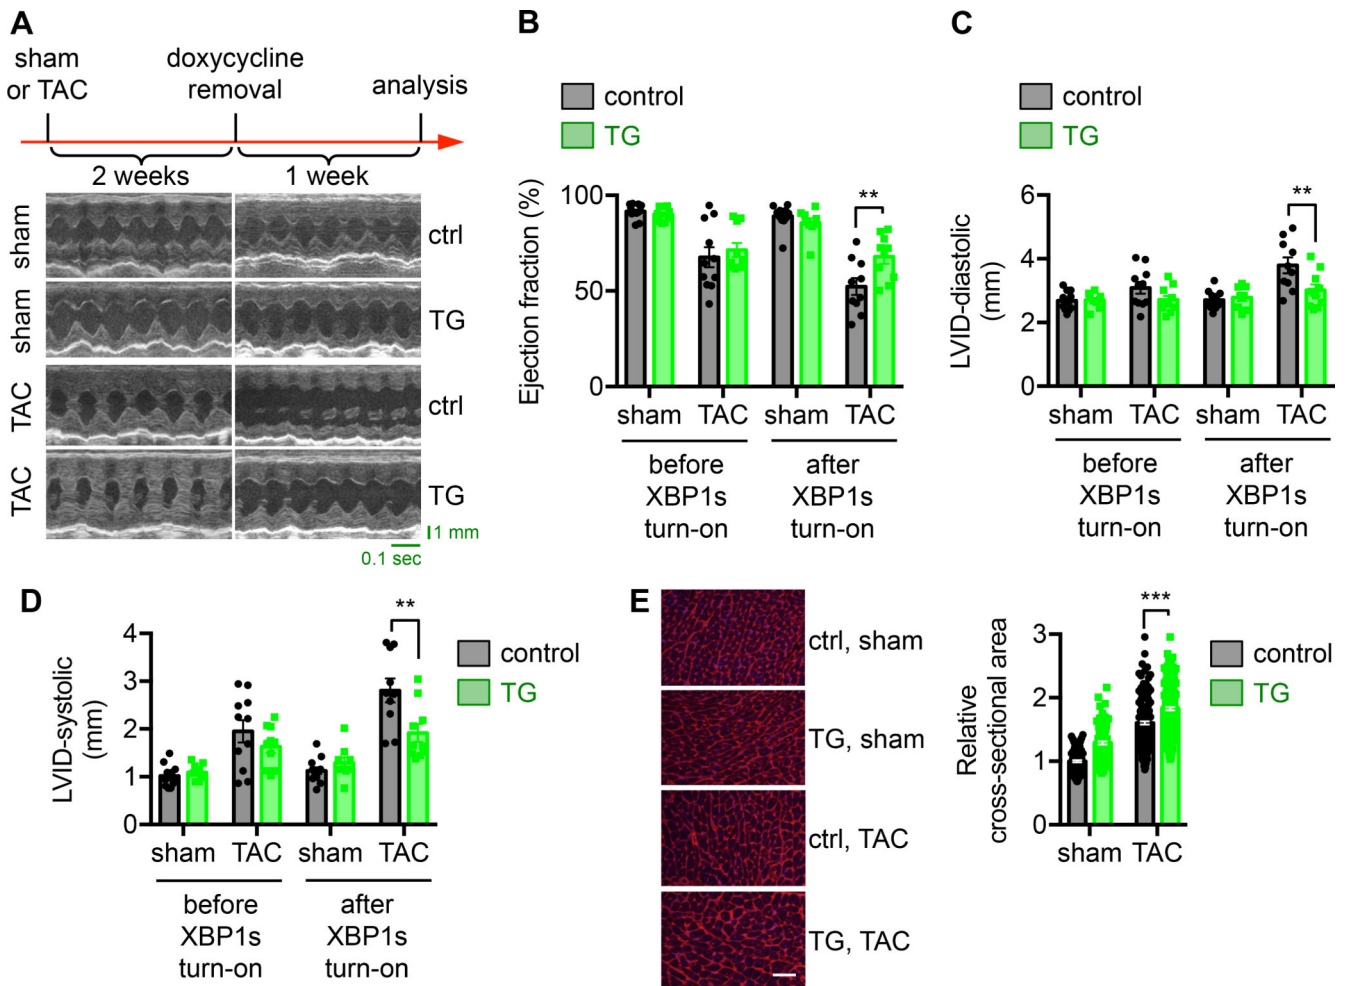 A
sham
or TAC
doxycycline
removal
analysis
2 weeks
1 week
sham
ctrl
sham
TG
TAC
ctrl
TAC
TG
1 mm
0.1 sec
B
control
TG
Ejection fraction (%)
100
50
0
**
sham
TAC
sham
TAC
before
XBP1s
turn-on
after
XBP1s
turn-on
C
control
TG
LVID-diastolic
(mm)
6
4
2
0
**
sham
TAC
sham
TAC
before
XBP1s
turn-on
after
XBP1s
turn-on
D
LVID-systolic
(mm)
4
3
2
1
0
**
control
TG
sham
TAC
sham
TAC
before
XBP1s
turn-on
after
XBP1s
turn-on
E
ctrl, sham
TG, sham
ctrl, TAC
TG, TAC
Relative
cross-sectional area
3
2
1
0
***
control
TG
sham
TAC